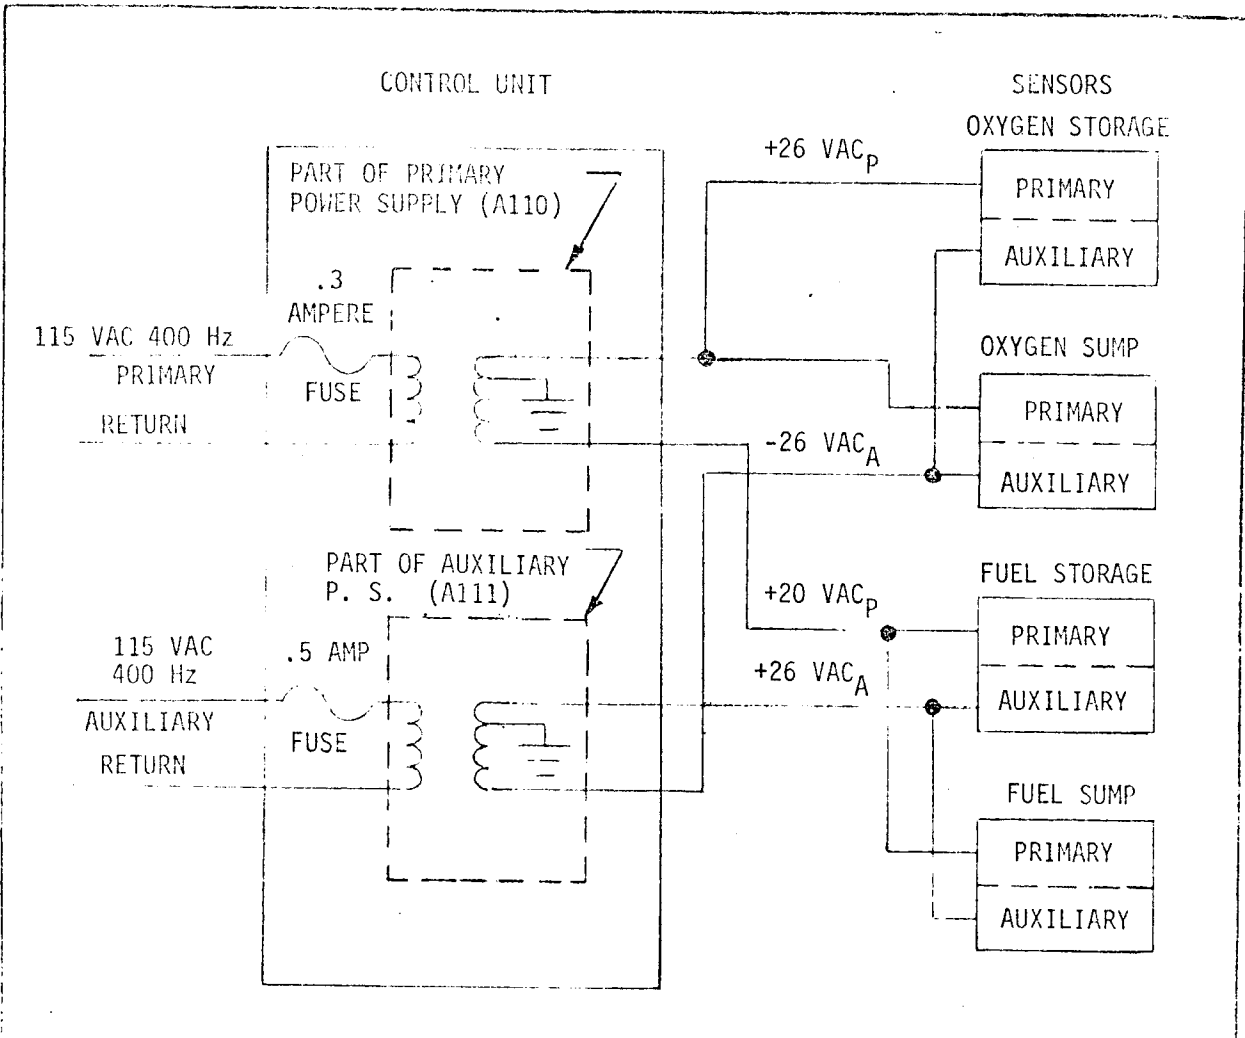 CONTROL UNIT
SENSORS
OXYGEN STORAGE
+26 VACP
PART OF PRIMARY
POWER SUPPLY (A110)
PRIMARY
AUXILIARY
.3
AMPERE
115 VAC 400 Hz
PRIMARY
FUSE
RETURN
OXYGEN SUMP
PRIMARY
-26 VACA
AUXILIARY
PART OF AUXILIARY
P. S. (A111)
FUEL STORAGE
+20 VACP
PRIMARY
115 VAC
400 Hz
.5 AMP
+26 VACA
AUXILIARY
AUXILIARY
FUSE
RETURN
FUEL SUMP
PRIMARY
AUXILIARY